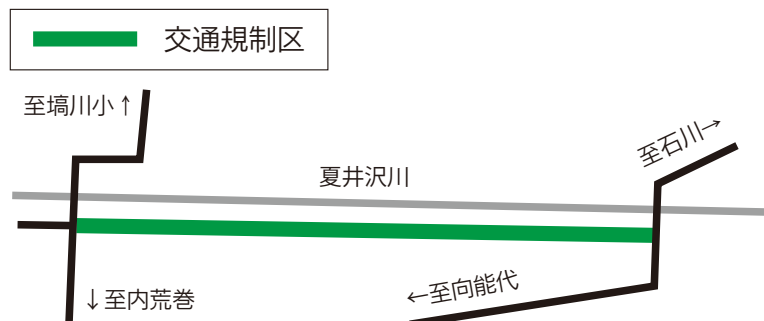 交通規制区
至塙川小↑
至石川→
夏井沢川
↓至内荒巻
←至向能代